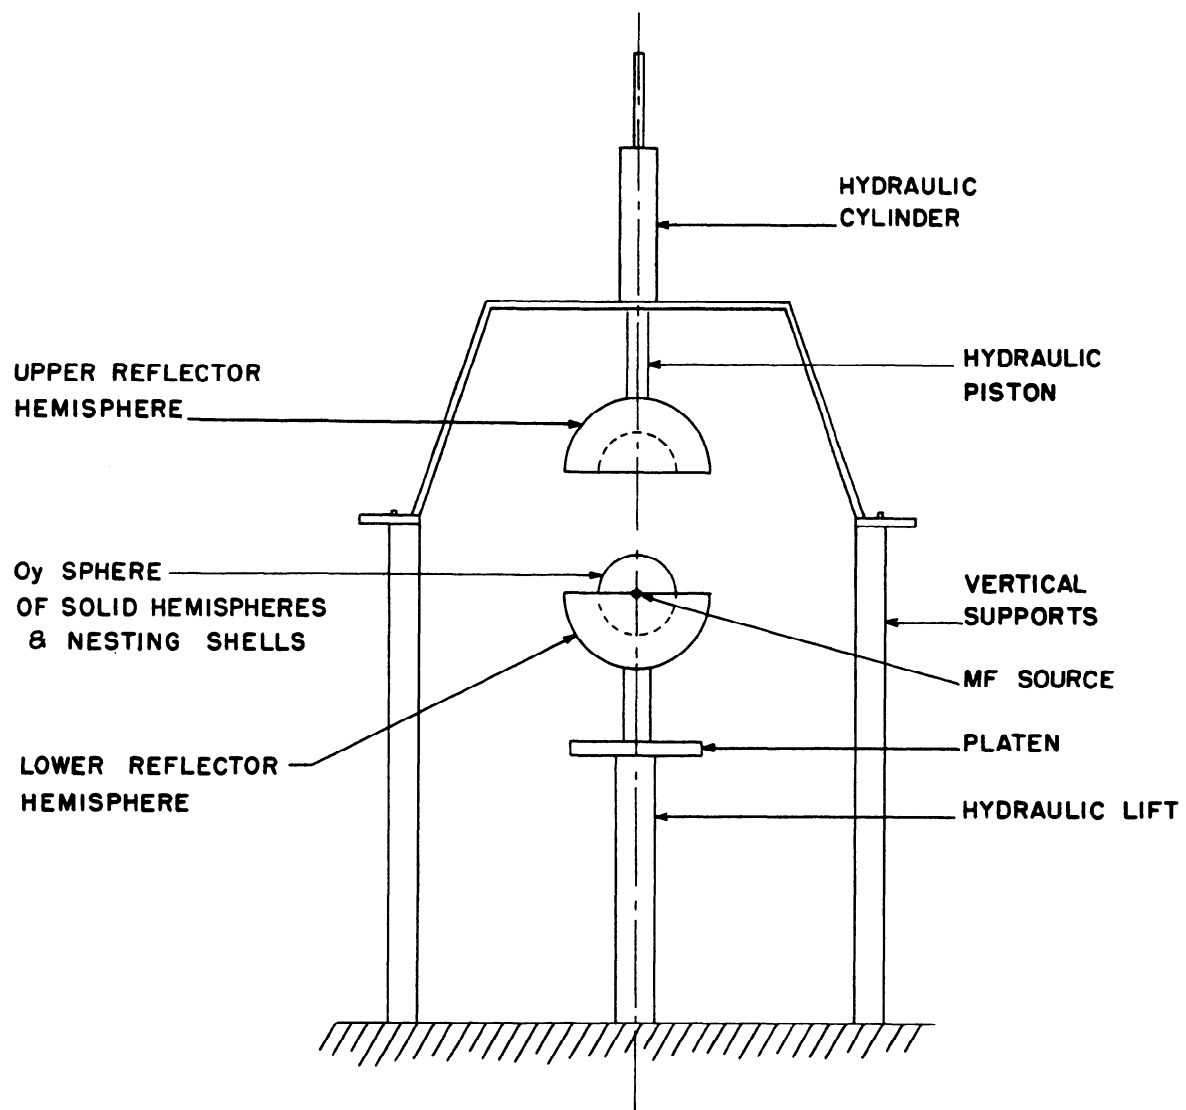 HYDRAULIC
CYLINDER
UPPER REFLECTOR
HEMISPHERE
HYDRAULIC
PISTON
Oy SPHERE
OF SOLID HEMISPHERES
& NESTING SHELLS
VERTICAL
SUPPORTS
MF SOURCE
PLATEN
LOWER REFLECTOR
HEMISPHERE
HYDRAULIC LIFT